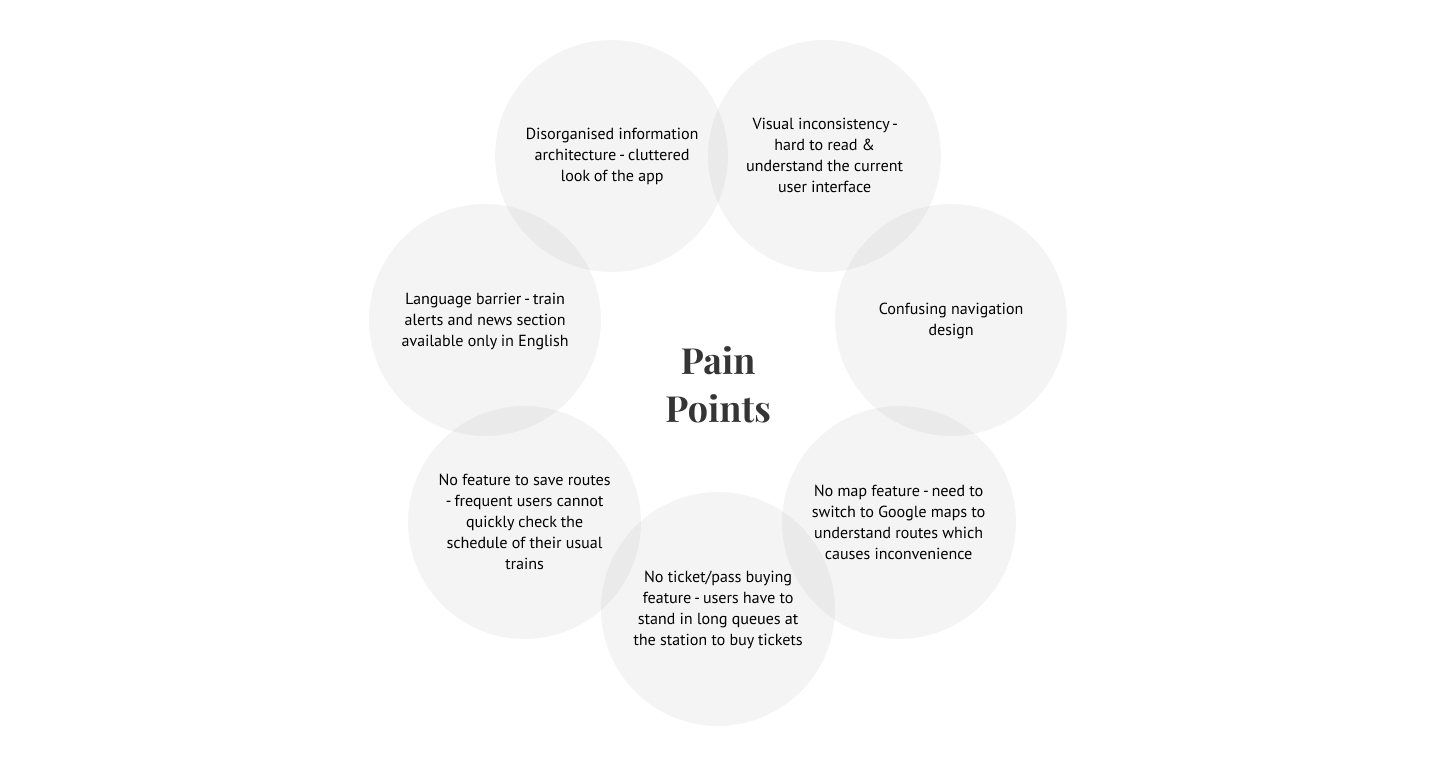 Disorganised information
architecture - cluttered
look of the app
Visual inconsistency -
hard to read &
understand the current
user interface
Language barrier - train
alerts and news section
available only in English
Confusing navigation
design
Pain
Points
No feature to save routes
- frequent users cannot
quickly check the
schedule of their usual
trains
No map feature - need to
switch to Google maps to
understand routes which
causes inconvenience
No ticket/pass buying
feature - users have to
stand in long queues at
the station to buy tickets